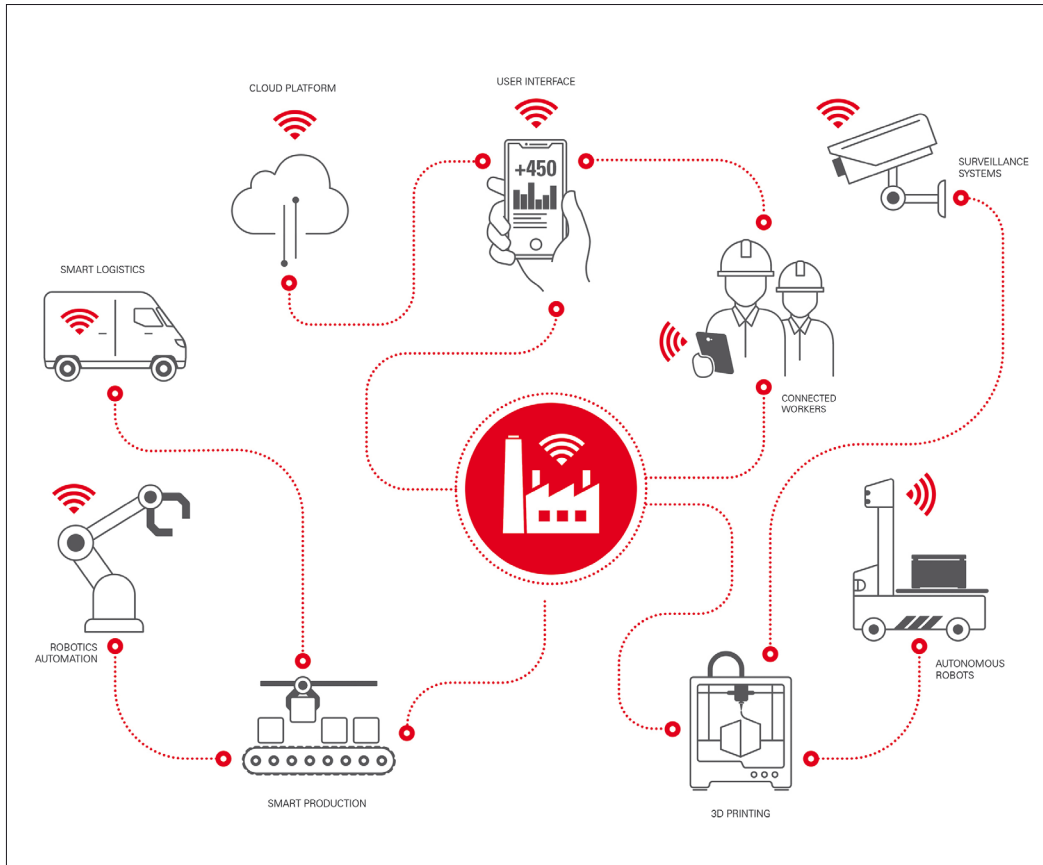 CLOUD PLATFORM
USER INTERFACE
+450
SURVEILLANCE
SYSTEMS
SMART LOGISTICS
CONNECTED
WORKERS
ROBOTICS
AUTOMATION
AUTONOMOUS
ROBOTS
SMART PRODUCTION
3D PRINTING